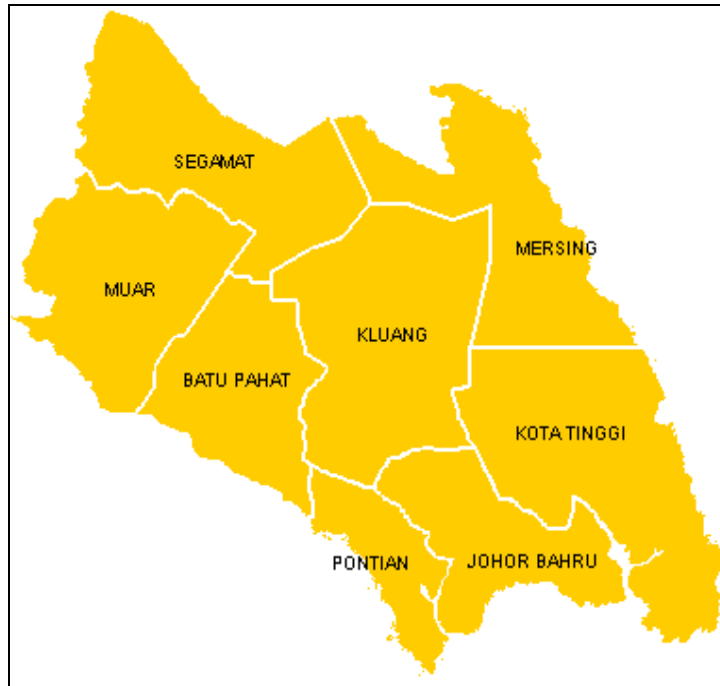 SEGAMAT
MERSING
MUAR
KLUANG
BATU PAHAT
KOTA TINGGI
PONTIAN
JOHOR BAHRU